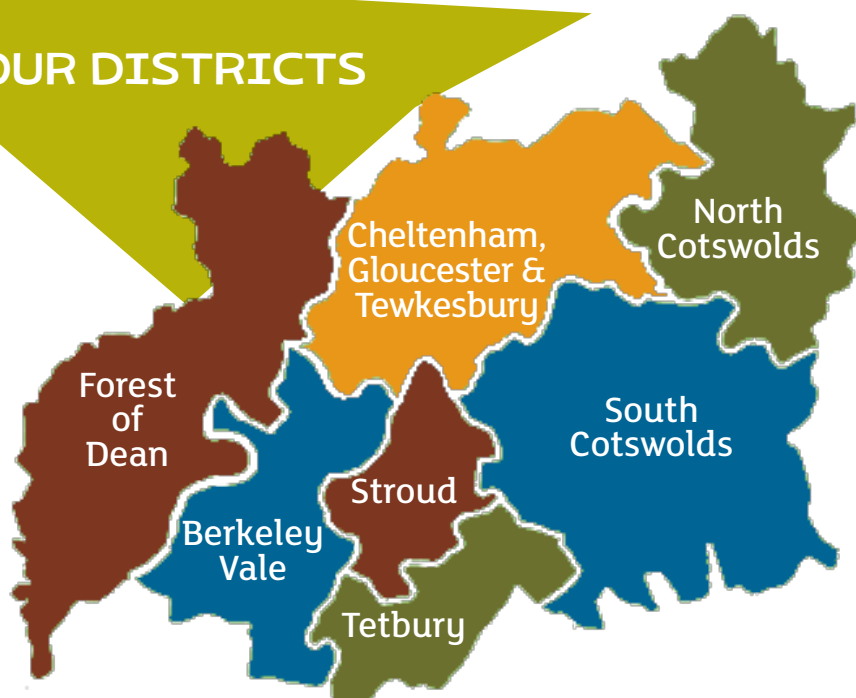 OUR DISTRICTS
North
Cotswolds
Cheltenham,
Gloucester &
Tewkesbury
Forest
of
Dean
South
Cotswolds
Stroud
Berkeley
Vale
Tetbury